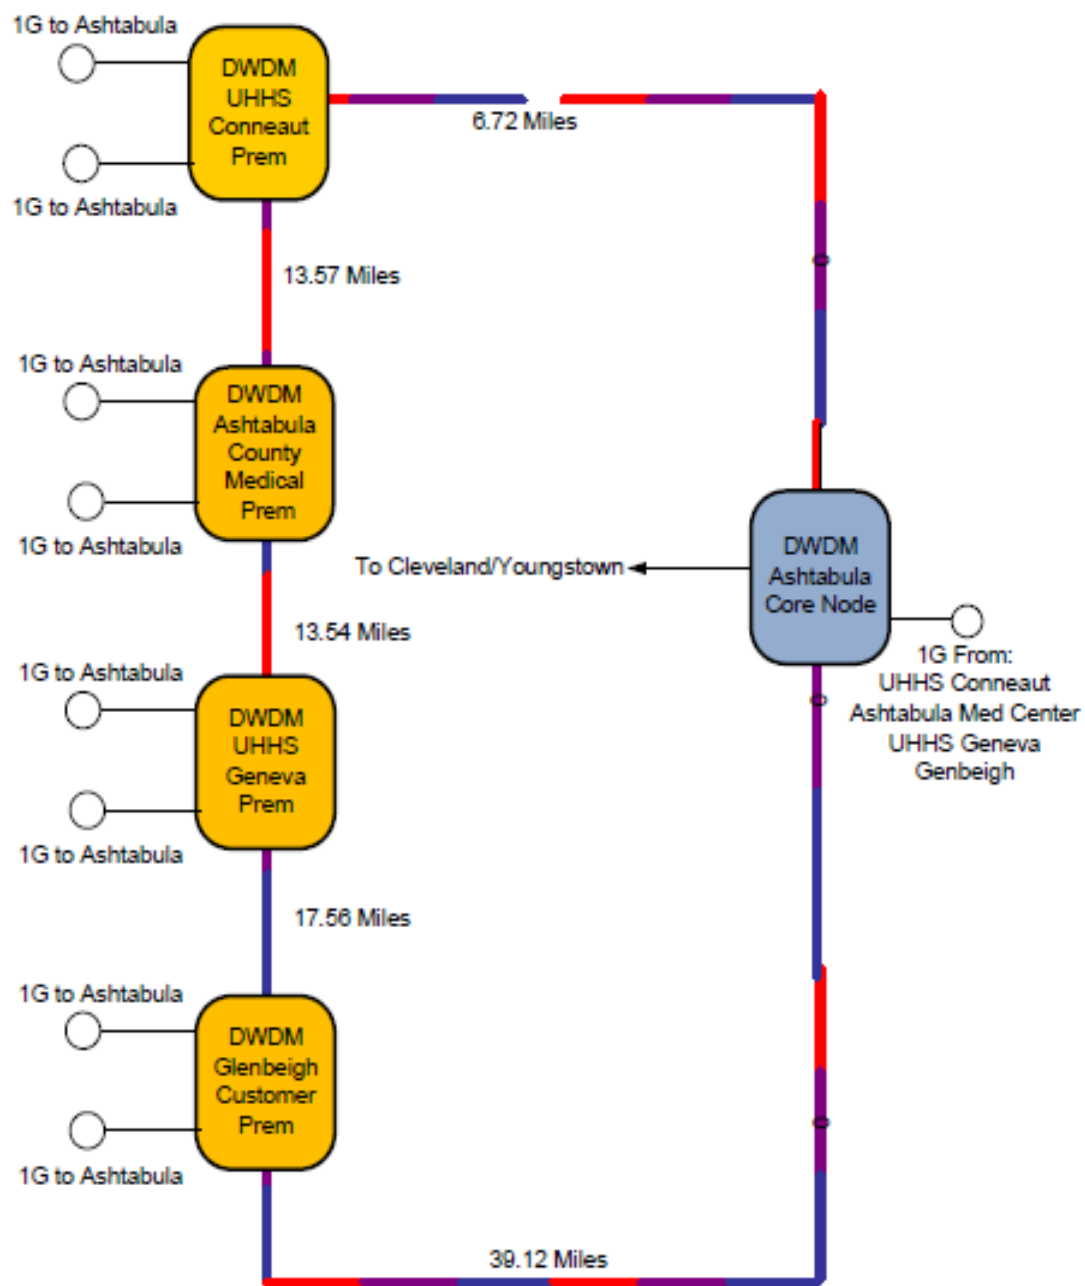 1G to Ashtabula
DWDM
UHHS
Conneaut
Prem
1G to Ashtabula
6.72 Miles
13.57 Miles
1G to Ashtabula
DWDM
Ashtabula
County
Medical
Prem
1G to Ashtabula
To Cleveland/Youngstown
DWDM
Ashtabula
Core Node
1G From:
UHHS Conneaut
Ashtabula Med Center
UHHS Geneva
Genbeigh
13.54 Miles
1G to Ashtabula
DWDM
UHHS
Geneva
Prem
1G to Ashtabula
17.56 Miles
1G to Ashtabula
DWDM
Glenbeigh
Customer
Prem
1G to Ashtabula
39.12 Miles
0
0
0